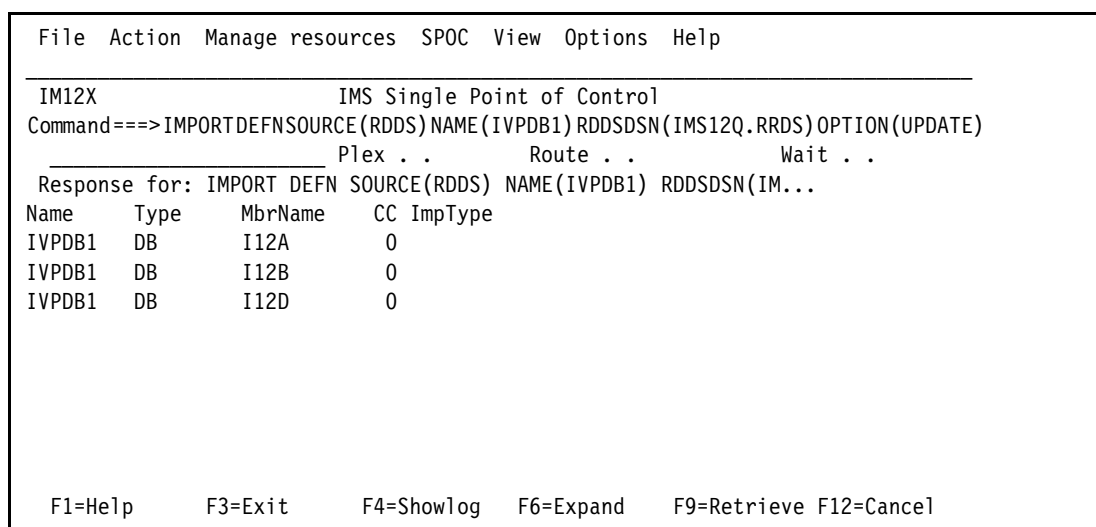 File Action Manage resources SPOC View Options Help
IM12X IMS Single Point of Control
Command===>IMPORTDEFNSOURCE(RDDS)NAME(IVPDB1)RDDSDSN(IMS12Q.RRDS)OPTION(UPDATE)
Plex . . Route . . Wait . .
Response for: IMPORT DEFN SOURCE(RDDS) NAME(IVPDB1) RDDSDSN(IM...
Name Type MbrName CC ImpType
IVPDB1 DB I12A 0
IVPDB1 DB I12B 0
IVPDB1 DB I12D 0
F1=Help F3=Exit F4=Showlog F6=Expand F9=Retrieve F12=Cancel